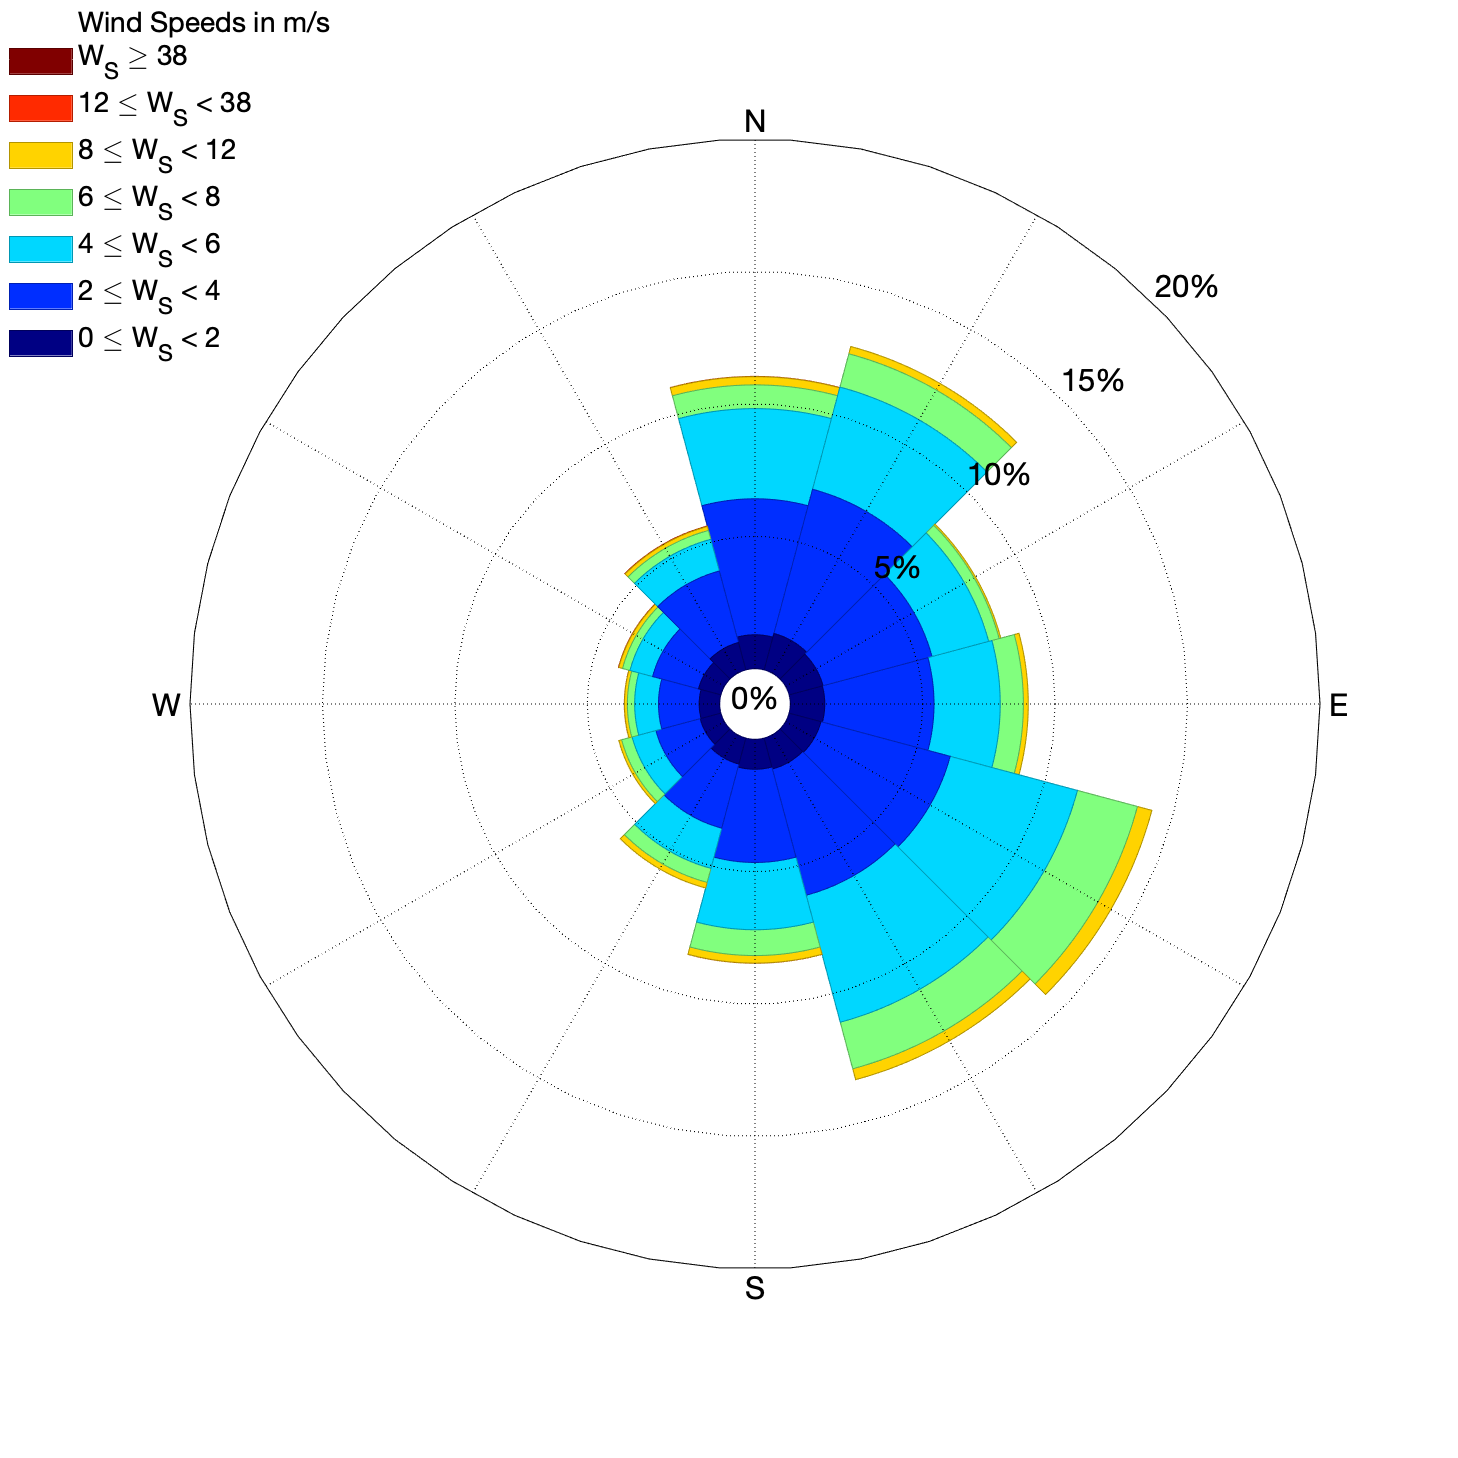 Wind Speeds in m/s
W_S ≥ 38
12 ≤ W_S < 38
8 ≤ W_S < 12
6 ≤ W_S < 8
4 ≤ W_S < 6
2 ≤ W_S < 4
0 ≤ W_S < 2
N
20%
15%
10%
5%
0%
W
E
S